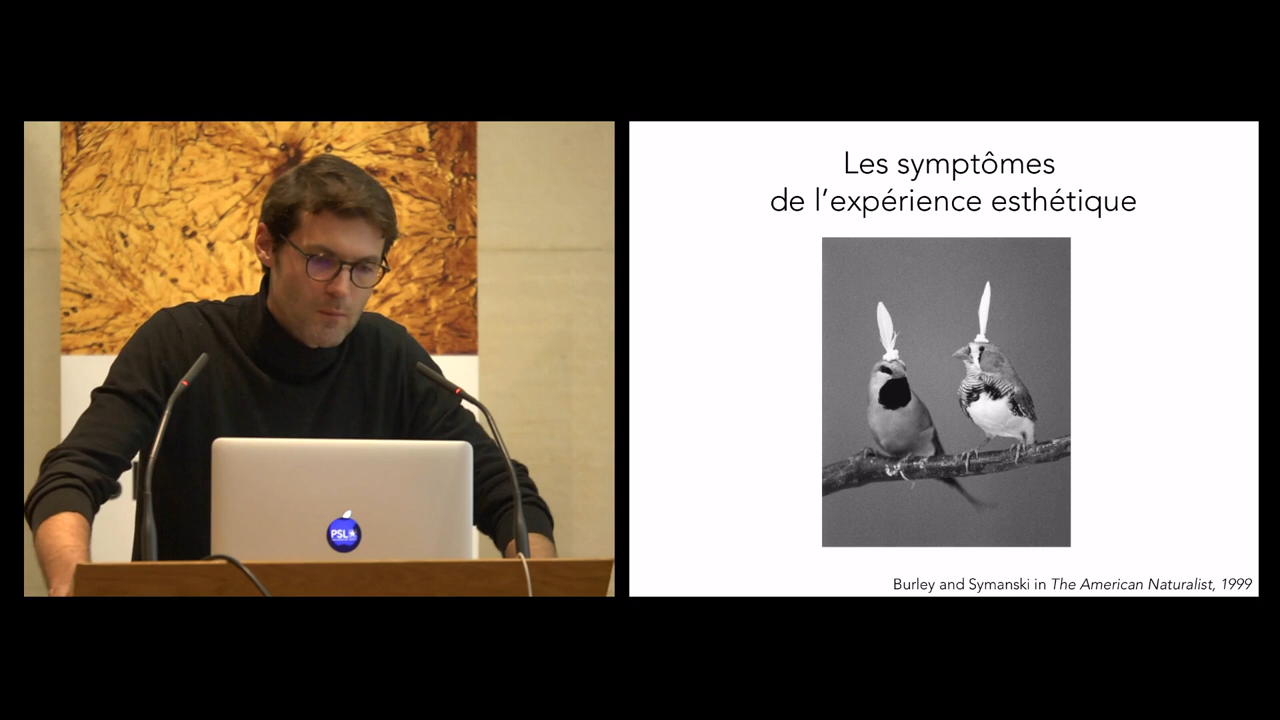 Les symptômes
de l’expérience esthétique
Burley and Symanski in The American Naturalist, 1999
PSL